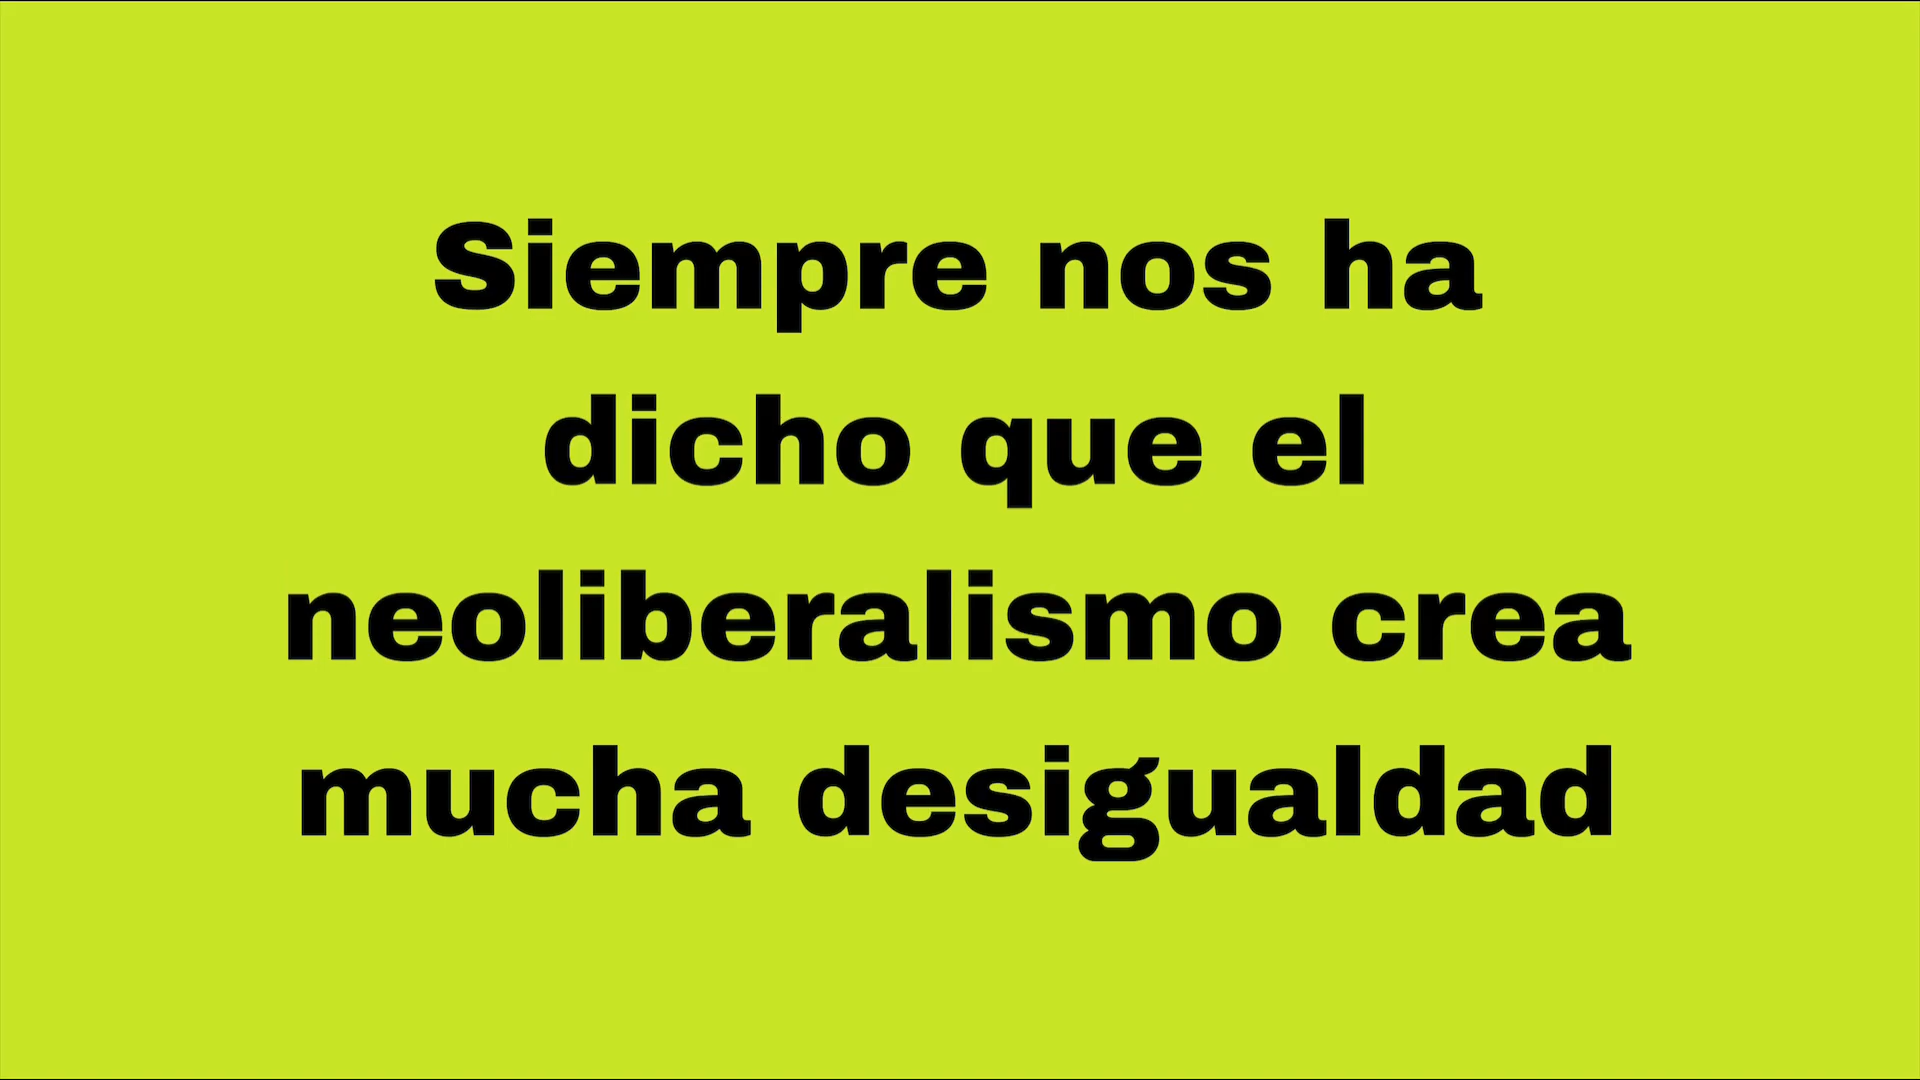 Siempre nos ha
dicho que el
neoliberalismo crea
mucha desigualdad